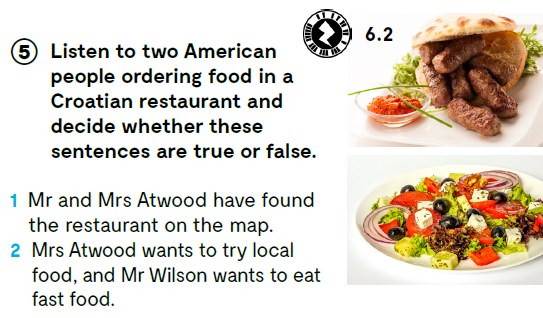 5 Listen to two American
people ordering food in a
Croatian restaurant and
decide whether these
sentences are true or false.
6.2
1 Mr and Mrs Atwood have found
the restaurant on the map.
2 Mrs Atwood wants to try local
food, and Mr Wilson wants to eat
fast food.